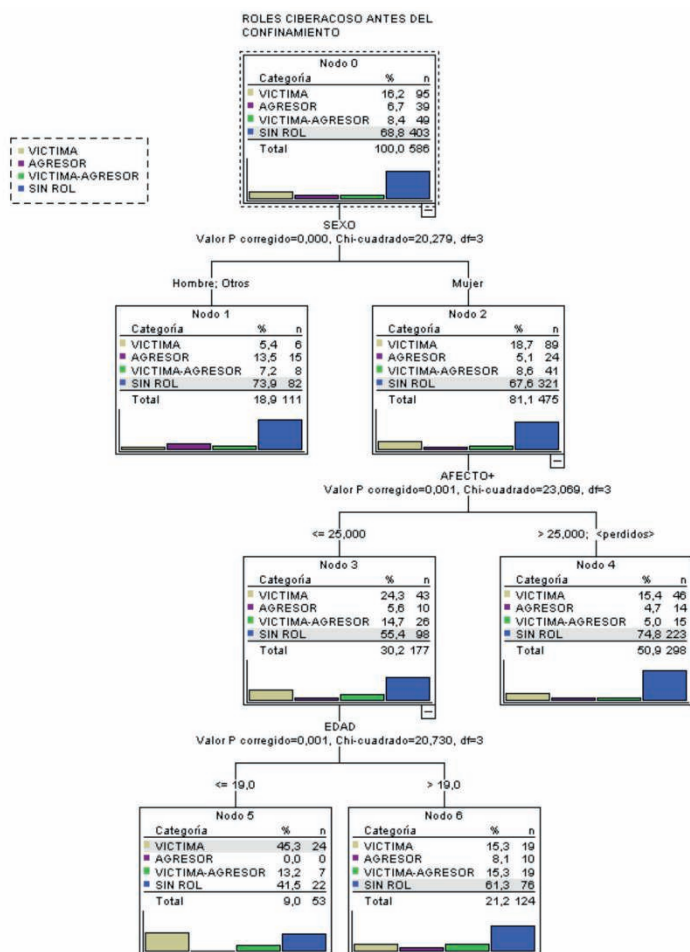 ROLES CIBERACOSO ANTES DEL
CONFINAMIENTO
VICTIMA
AGRESOR
VICTIMA-AGRESOR
SIN ROL
Nodo 0
Categoría % n
VICTIMA 16,2 95
AGRESOR 6,7 39
VICTIMA-AGRESOR 8,4 49
SIN ROL 68,8 403
Total 100,0 586
SEXO
Valor P corregido=0,000, Chi-cuadrado=20,279, df=3
Hombre; Otros
Mujer
Nodo 1
Categoría % n
VICTIMA 5,4 6
AGRESOR 13,5 15
VICTIMA-AGRESOR 7,2 8
SIN ROL 73,9 82
Total 18,9 111
Nodo 2
Categoría % n
VICTIMA 18,7 89
AGRESOR 5,1 24
VICTIMA-AGRESOR 8,6 41
SIN ROL 67,6 321
Total 81,1 475
AFECTO+
Valor P corregido=0,001, Chi-cuadrado=23,069, df=3
<= 25,000
> 25,000; <perdidos>
Nodo 3
Categoría % n
VICTIMA 24,3 43
AGRESOR 5,6 10
VICTIMA-AGRESOR 14,7 26
SIN ROL 55,4 98
Total 30,2 177
Nodo 4
Categoría % n
VICTIMA 15,4 46
AGRESOR 4,7 14
VICTIMA-AGRESOR 5,0 15
SIN ROL 74,8 223
Total 50,9 298
EDAD
Valor P corregido=0,001, Chi-cuadrado=20,730, df=3
<= 19,0
> 19,0
Nodo 5
Categoría % n
VICTIMA 45,3 24
AGRESOR 0,0 0
VICTIMA-AGRESOR 13,2 7
SIN ROL 41,5 22
Total 9,0 53
Nodo 6
Categoría % n
VICTIMA 15,3 19
AGRESOR 8,1 10
VICTIMA-AGRESOR 15,3 19
SIN ROL 61,3 76
Total 21,2 124